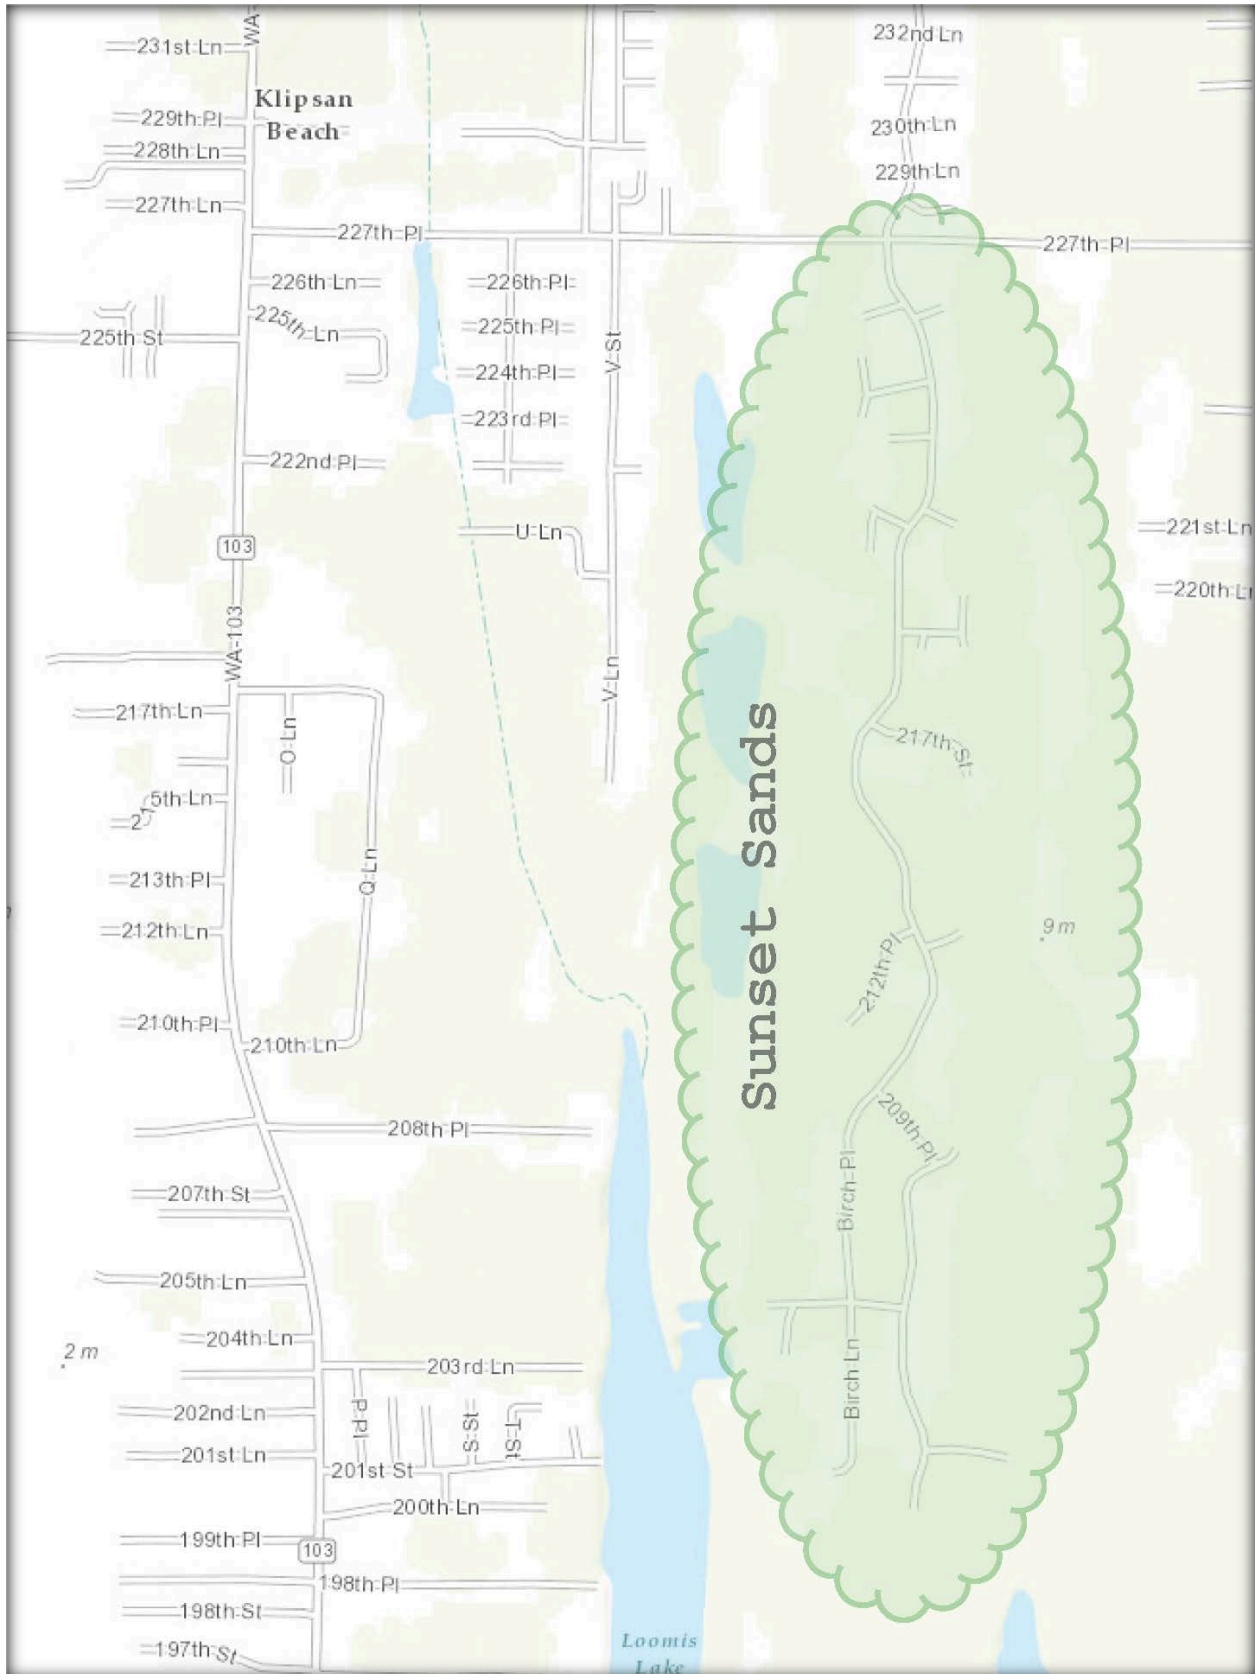 WA-
232nd Ln
231st Ln
Klipsan
Beach
229th Pl
230th Ln
228th Ln
229th Ln
227th Ln
227th Pl
227th Pl
226th Ln
226th Pl
225th Ln
225th Pl
225th St
V St
224th Pl
223rd Pl
222nd Pl
221st Ln
U Ln
103
220th Ln
WA-103
V Ln
217th Ln
O Ln
217th St
Sunset Sands
215th Ln
213th Pl
Q Ln
212th Ln
9 m
212th Pl
210th Pl
210th Ln
208th Pl
209th Pl
207th St
Birch Pl
205th Ln
204th Ln
2 m
203rd Ln
Birch Ln
202nd Ln
P Pl
S St
T St
201st Ln
201st St
200th Ln
199th Pl
103
198th Pl
198th St
Loomis
Lake
197th St